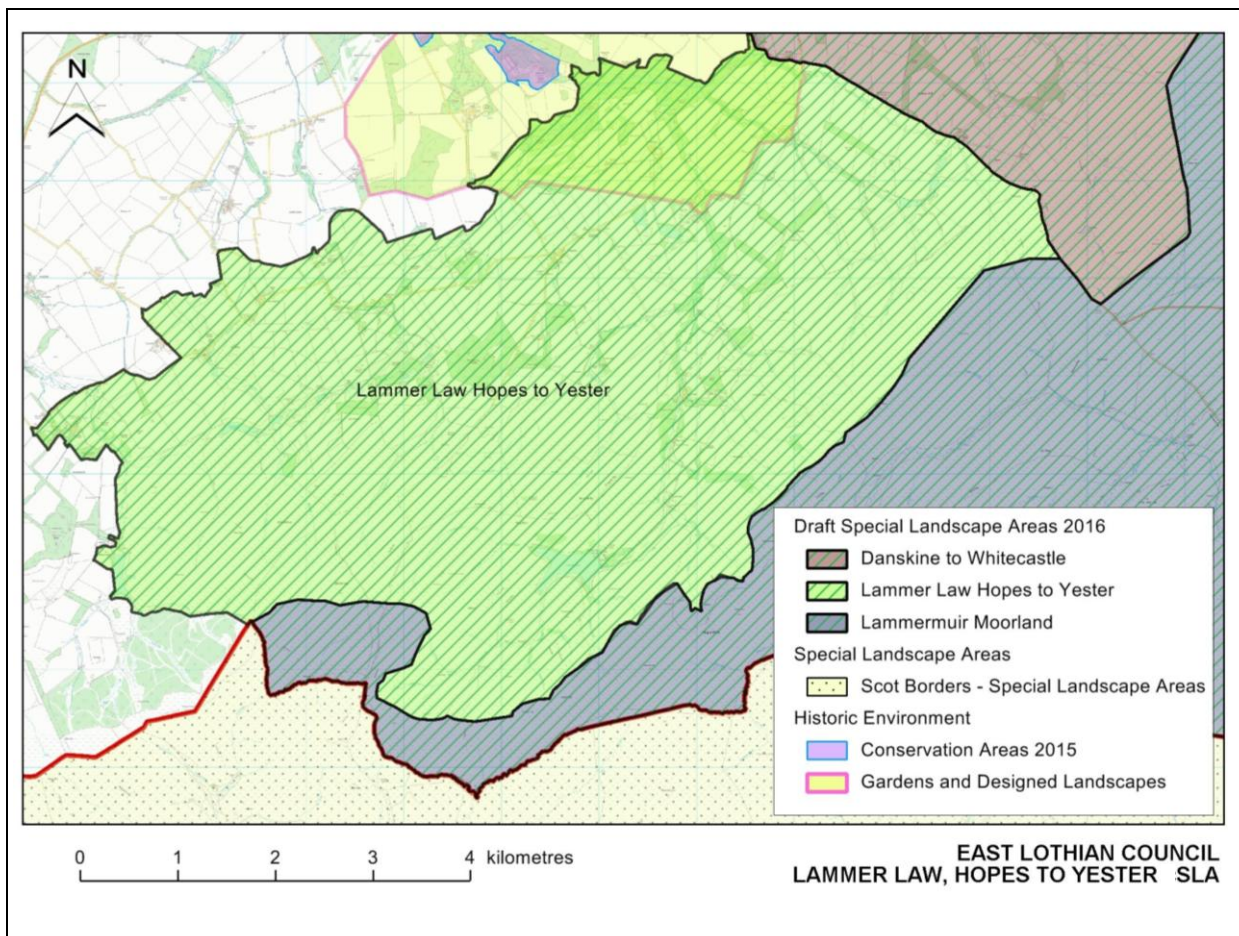 N
Lammer Law Hopes to Yester
Draft Special Landscape Areas 2016
Danskine to Whitecastle
Lammer Law Hopes to Yester
Lammermuir Moorland
Special Landscape Areas
Scot Borders - Special Landscape Areas
Historic Environment
Conservation Areas 2015
Gardens and Designed Landscapes
0 1 2 3 4 kilometres
EAST LOTHIAN COUNCIL
LAMMER LAW, HOPES TO YESTER SLA